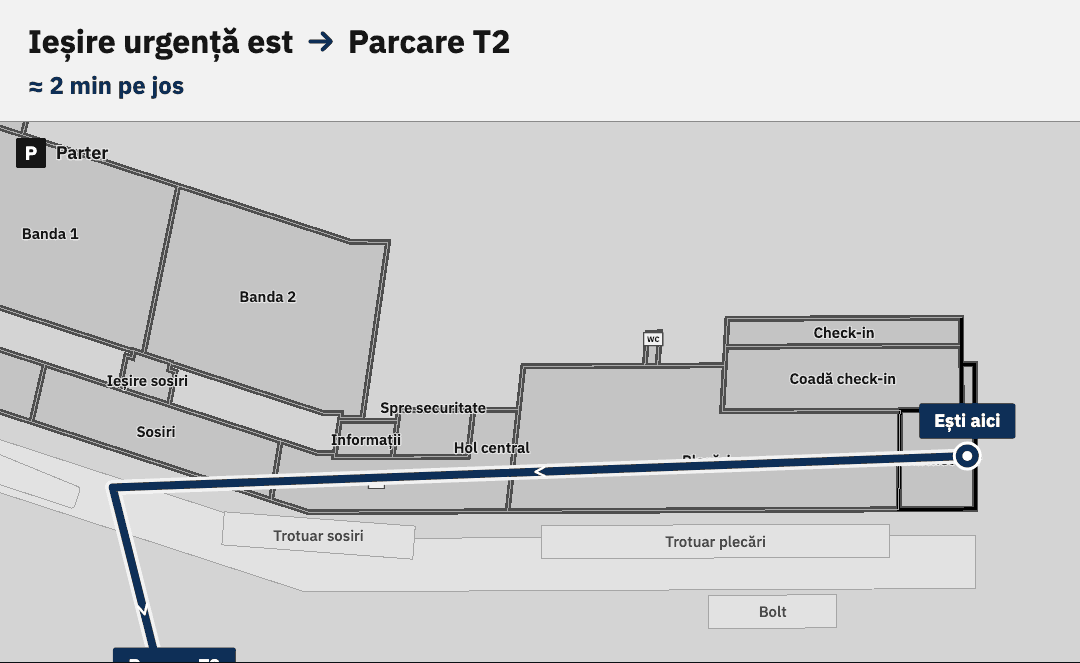 Ieșire urgență est → Parcare T2
≈ 2 min pe jos
P Parter
Banda 1
Banda 2
Check-in
WC
Coadă check-in
Ieșire sosiri
Spre securitate
Ești aici
Sosiri
Informații
Hol central
Trotuar sosiri
Trotuar plecări
Bolt